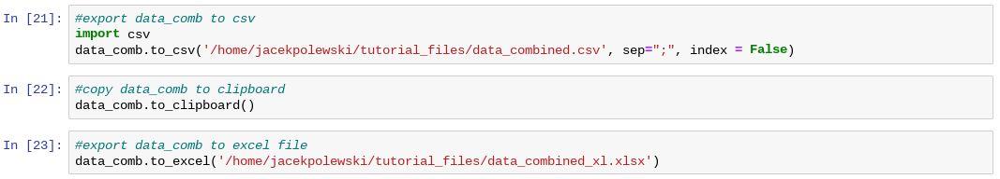 In [21]: #export data_comb to csv
import csv
data_comb.to_csv('/home/jacekpolewski/tutorial_files/data_combined.csv', sep=";", index = False)
In [22]: #copy data_comb to clipboard
data_comb.to_clipboard()
In [23]: #export data_comb to excel file
data_comb.to_excel('/home/jacekpolewski/tutorial_files/data_combined_xl.xlsx')